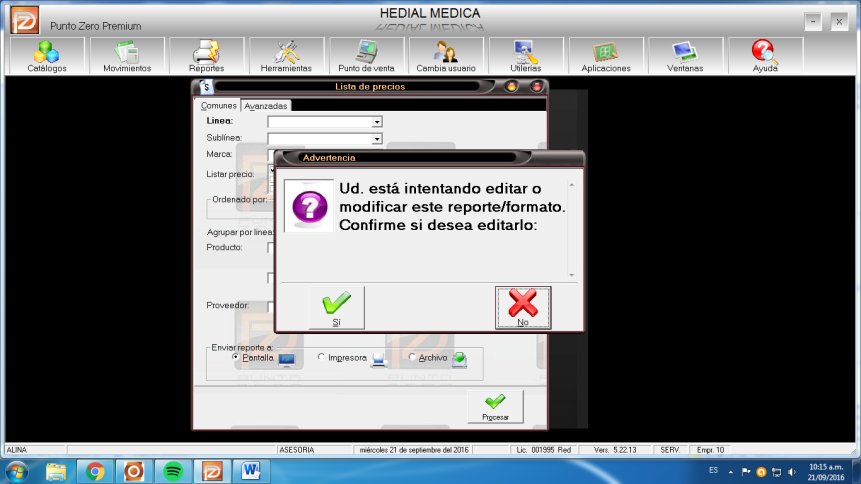 HEDIAL MEDICA
Punto Zero Premium
Catálogos Movimientos Reportes Herramientas Punto de venta Cambia usuario Utilerías Aplicaciones Ventanas Ayuda
Lista de precios
Comunes Avanzadas
Línea:
Sublínea:
Marca:
Listar precio:
Ordenado por:
Agrupar por línea:
Producto:
Proveedor:
Advertencia
Ud. está intentando editar o
modificar este reporte/formato.
Confirme si desea editarlo:
Sí No
Enviar reporte a:
Pantalla Impresora Archivo
Procesar
ALINA ASESORIA miércoles 21 de septiembre del 2016 Lic. 001995 Red Vers. 5.22.13 SERV. Empr. 10
ES 10:15 a.m.
21/09/2016